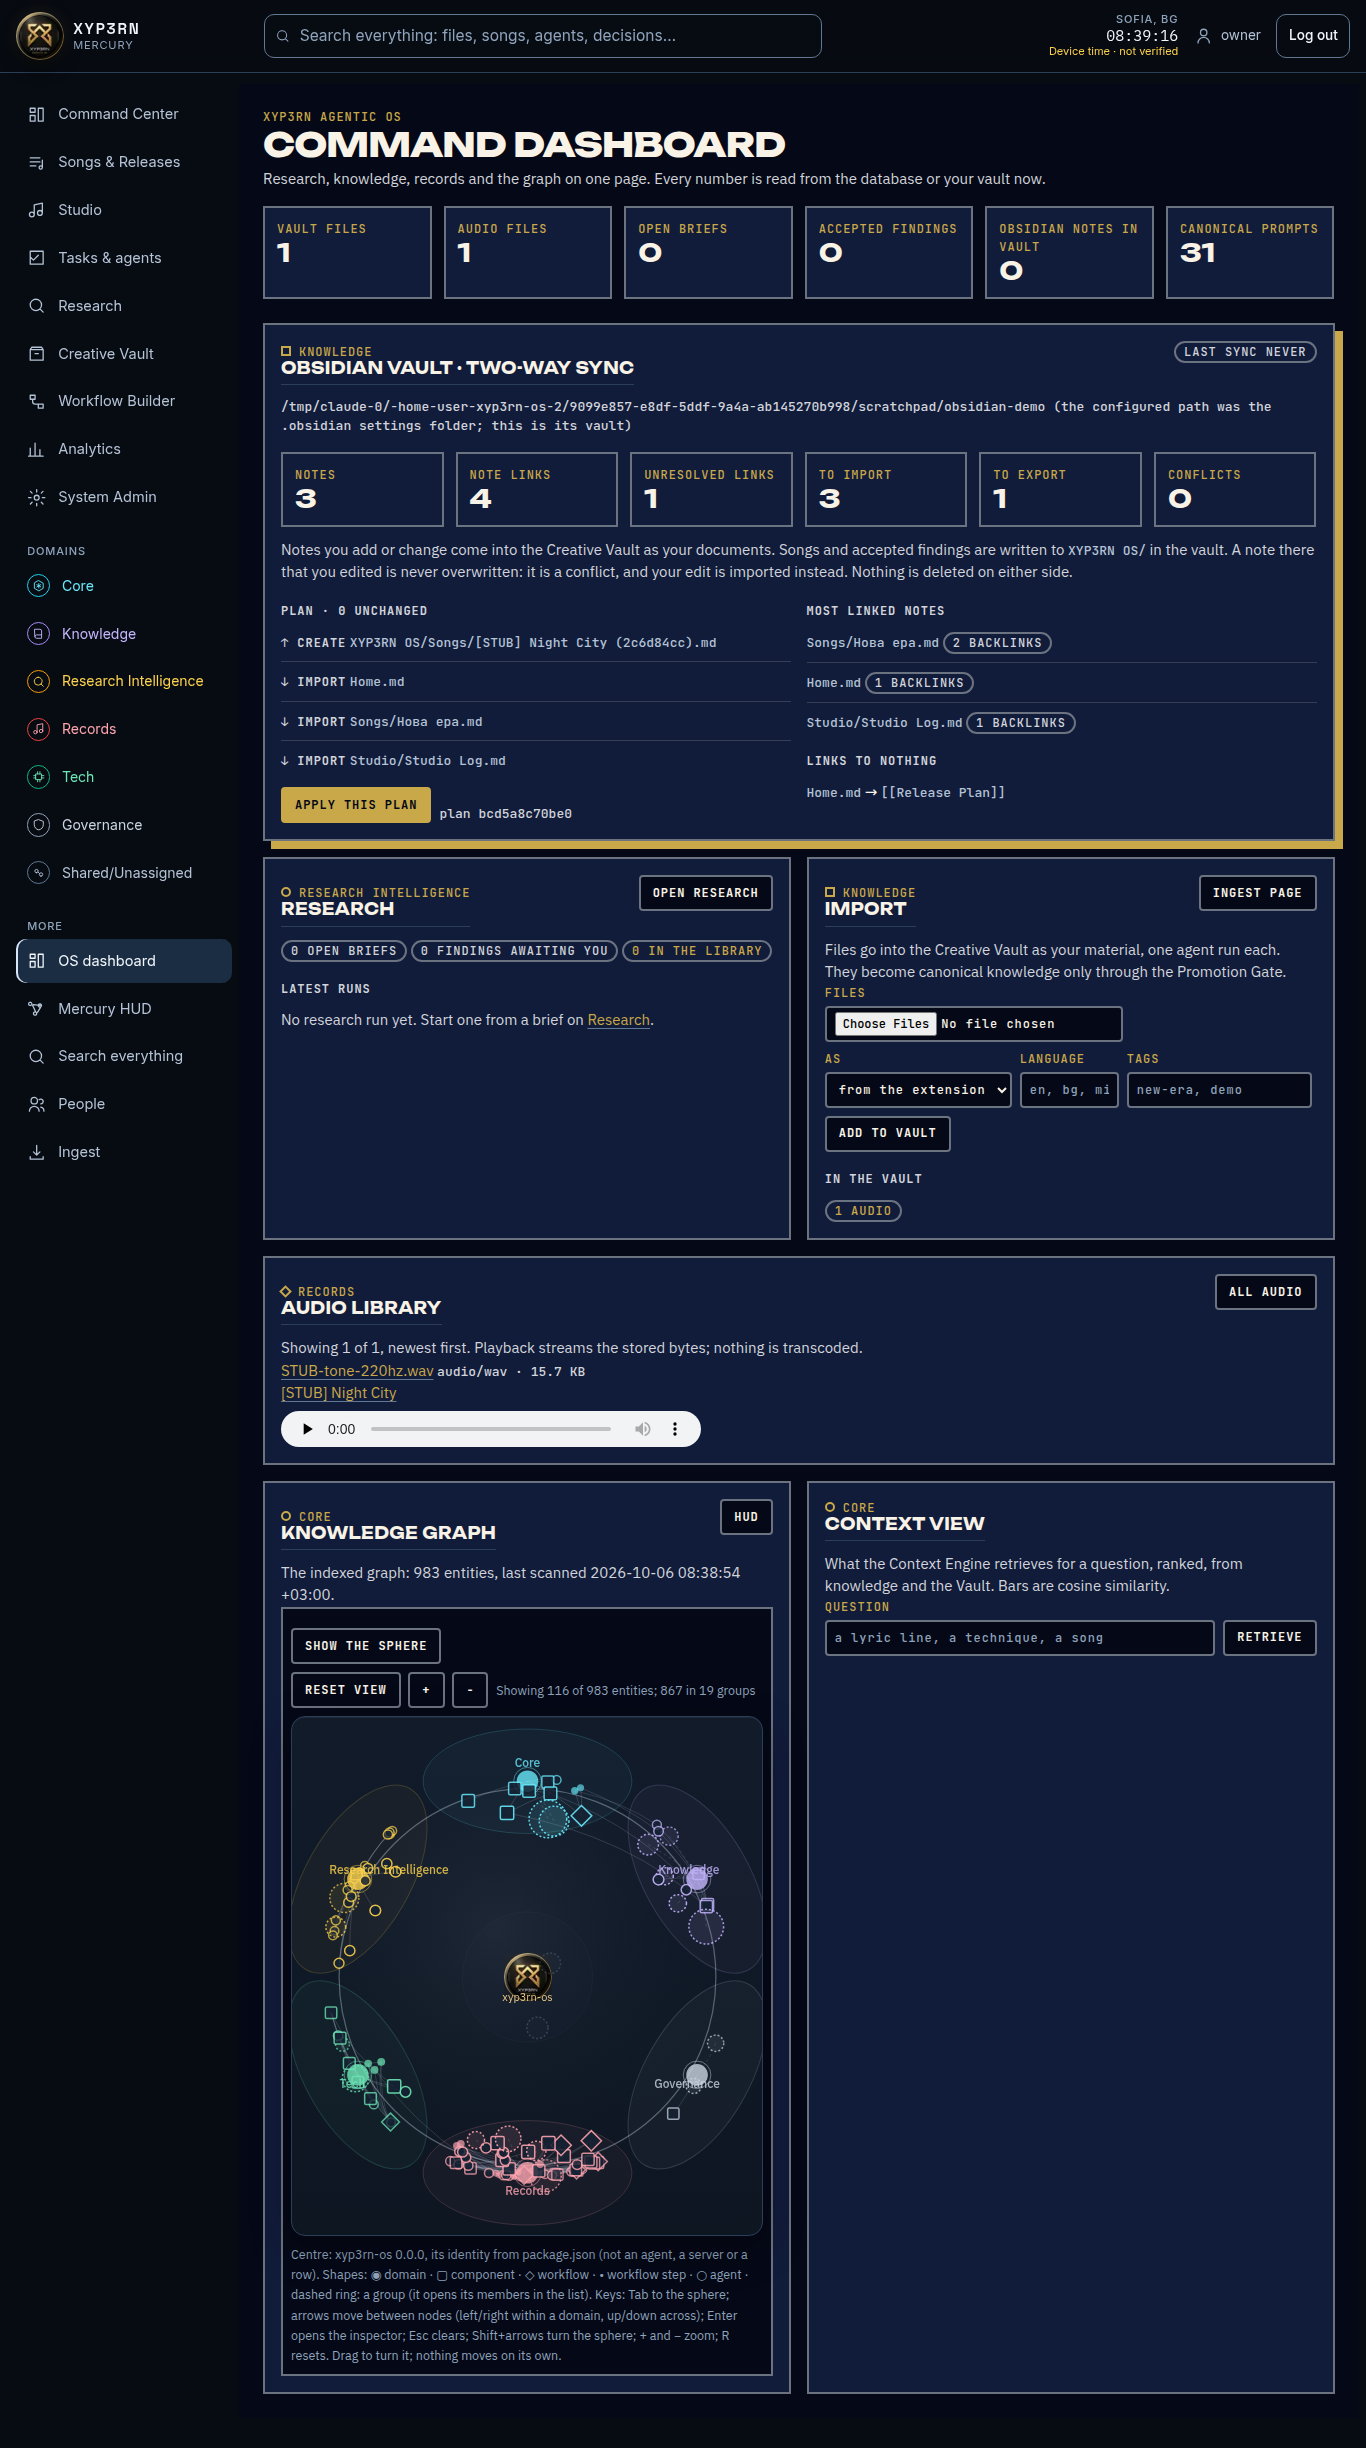 XYP3RN
MERCURY
Search everything: files, songs, agents, decisions...
SOFIA, BG
08:39:16
Device time · not verified
owner
Log out
Command Center
Songs & Releases
Studio
Tasks & agents
Research
Creative Vault
Workflow Builder
Analytics
System Admin
DOMAINS
Core
Knowledge
Research Intelligence
Records
Tech
Governance
Shared/Unassigned
MORE
OS dashboard
Mercury HUD
Search everything
People
Ingest
XYP3RN AGENTIC OS
COMMAND DASHBOARD
Research, knowledge, records and the graph on one page. Every number is read from the database or your vault now.
VAULT FILES
1
AUDIO FILES
1
OPEN BRIEFS
0
ACCEPTED FINDINGS
0
OBSIDIAN NOTES IN
VAULT
0
CANONICAL PROMPTS
31
KNOWLEDGE
OBSIDIAN VAULT · TWO-WAY SYNC
LAST SYNC NEVER
/tmp/claude-0/-home-user-xyp3rn-os-2/9099e857-e8df-5ddf-9a4a-ab145270b998/scratchpad/obsidian-demo (the configured path was the
.obsidian settings folder; this is its vault)
NOTES
3
NOTE LINKS
4
UNRESOLVED LINKS
1
TO IMPORT
3
TO EXPORT
1
CONFLICTS
0
Notes you add or change come into the Creative Vault as your documents. Songs and accepted findings are written to XYP3RN OS/ in the vault. A note there
that you edited is never overwritten: it is a conflict, and your edit is imported instead. Nothing is deleted on either side.
PLAN · 0 UNCHANGED
↑ CREATE XYP3RN OS/Songs/[STUB] Night City (2c6d84cc).md
↓ IMPORT Home.md
↓ IMPORT Songs/Нова ера.md
↓ IMPORT Studio/Studio Log.md
APPLY THIS PLAN
plan bcd5a8c70be0
MOST LINKED NOTES
Songs/Нова ера.md 2 BACKLINKS
Home.md 1 BACKLINKS
Studio/Studio Log.md 1 BACKLINKS
LINKS TO NOTHING
Home.md → [[Release Plan]]
RESEARCH INTELLIGENCE
RESEARCH
OPEN RESEARCH
0 OPEN BRIEFS
0 FINDINGS AWAITING YOU
0 IN THE LIBRARY
LATEST RUNS
No research run yet. Start one from a brief on Research.
KNOWLEDGE
IMPORT
INGEST PAGE
Files go into the Creative Vault as your material, one agent run each.
They become canonical knowledge only through the Promotion Gate.
FILES
Choose Files No file chosen
AS
LANGUAGE
TAGS
from the extension
en, bg, mi
new-era, demo
ADD TO VAULT
IN THE VAULT
1 AUDIO
RECORDS
AUDIO LIBRARY
ALL AUDIO
Showing 1 of 1, newest first. Playback streams the stored bytes; nothing is transcoded.
STUB-tone-220hz.wav audio/wav · 15.7 KB
[STUB] Night City
0:00
CORE
KNOWLEDGE GRAPH
HUD
The indexed graph: 983 entities, last scanned 2026-10-06 08:38:54
+03:00.
SHOW THE SPHERE
RESET VIEW
+
-
Showing 116 of 983 entities; 867 in 19 groups
Core
Research Intelligence
Knowledge
xyp3rn-os
Tech
Governance
Records
Centre: xyp3rn-os 0.0.0, its identity from package.json (not an agent, a server or a
row). Shapes: ◉ domain · ▢ component · ◇ workflow · • workflow step · ○ agent ·
dashed ring: a group (it opens its members in the list). Keys: Tab to the sphere;
arrows move between nodes (left/right within a domain, up/down across); Enter
opens the inspector; Esc clears; Shift+arrows turn the sphere; + and − zoom; R
resets. Drag to turn it; nothing moves on its own.
CORE
CONTEXT VIEW
What the Context Engine retrieves for a question, ranked, from
knowledge and the Vault. Bars are cosine similarity.
QUESTION
a lyric line, a technique, a song
RETRIEVE